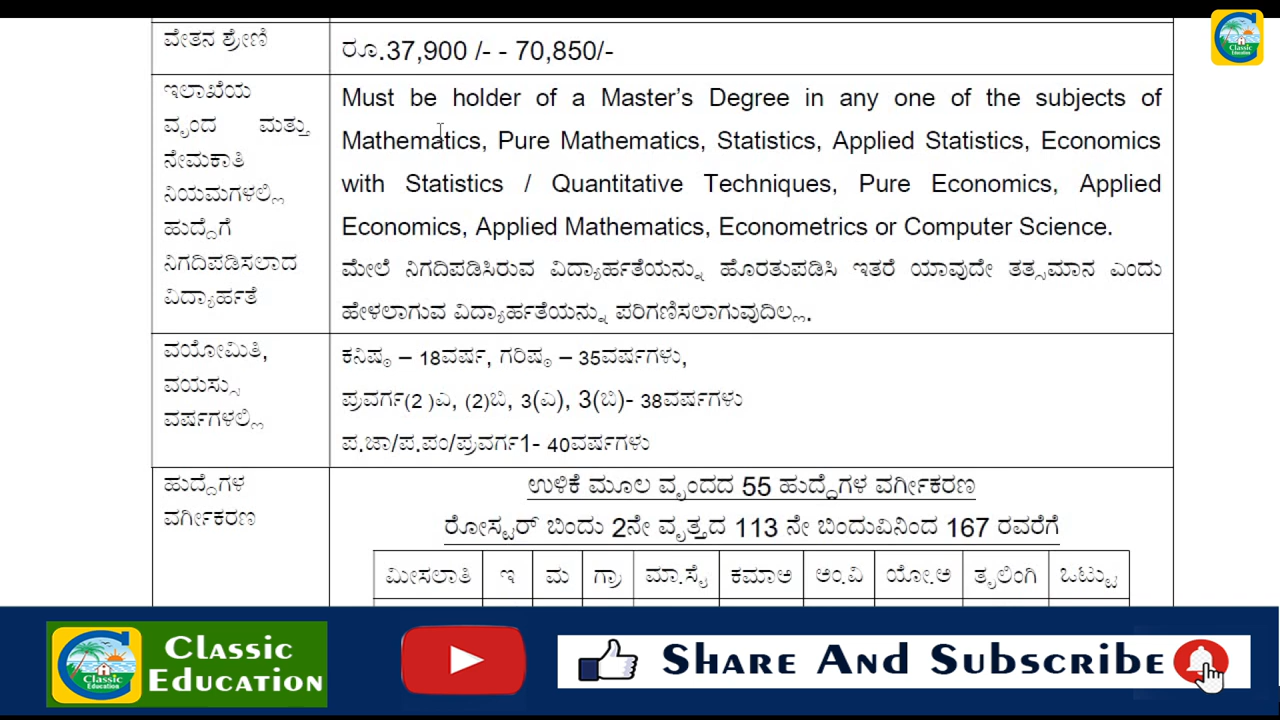 ವೇತನ ಶ್ರೇಣಿ
ರೂ.37,900 /- - 70,850/-
ಇಲಾಖೆಯ
ವೃಂದ ಮತ್ತು
ನೇಮಕಾತಿ
ನಿಯಮಗಳಲ್ಲಿ
ಹುದ್ದೆಗೆ
ನಿಗದಿಪಡಿಸಲಾದ
ವಿದ್ಯಾರ್ಹತೆ
Must be holder of a Master's Degree in any one of the subjects of
Mathematics, Pure Mathematics, Statistics, Applied Statistics, Economics
with Statistics / Quantitative Techniques, Pure Economics, Applied
Economics, Applied Mathematics, Econometrics or Computer Science.
ಮೇಲೆ ನಿಗದಿಪಡಿಸಿರುವ ವಿದ್ಯಾರ್ಹತೆಯನ್ನು ಹೊರತುಪಡಿಸಿ ಇತರೆ ಯಾವುದೇ ತತ್ಸಮಾನ ಎಂದು
ಹೇಳಲಾಗುವ ವಿದ್ಯಾರ್ಹತೆಯನ್ನು ಪರಿಗಣಿಸಲಾಗುವುದಿಲ್ಲ.
ವಯೋಮಿತಿ,
ವಯಸ್ಸು
ವರ್ಷಗಳಲ್ಲಿ
ಕನಿಷ್ಠ – 18ವರ್ಷ, ಗರಿಷ್ಠ – 35ವರ್ಷಗಳು,
ಪ್ರವರ್ಗ(2 )ಎ, (2)ಬಿ, 3(ಎ), 3(ಬಿ)- 38ವರ್ಷಗಳು
ಪ.ಜಾ/ಪ.ಪಂ/ಪ್ರವರ್ಗ1- 40ವರ್ಷಗಳು
ಹುದ್ದೆಗಳ
ವರ್ಗೀಕರಣ
ಉಳಿಕೆ ಮೂಲ ವೃಂದದ 55 ಹುದ್ದೆಗಳ ವರ್ಗೀಕರಣ
ರೋಸ್ಟರ್ ಬಿಂದು 2ನೇ ವೃತ್ತದ 113 ನೇ ಬಿಂದುವಿನಿಂದ 167 ರವರೆಗೆ
ಮೀಸಲಾತಿ ಇ ಮ ಗ್ರಾ ಮಾ.ಸೈ ಕಮಾಅ ಅಂ.ವಿ ಯೋ.ಅ ತೃಲಿಂಗಿ ಒಟ್ಟು
Classic
Education
Classic
Education
Classic
Education
Share And Subscribe